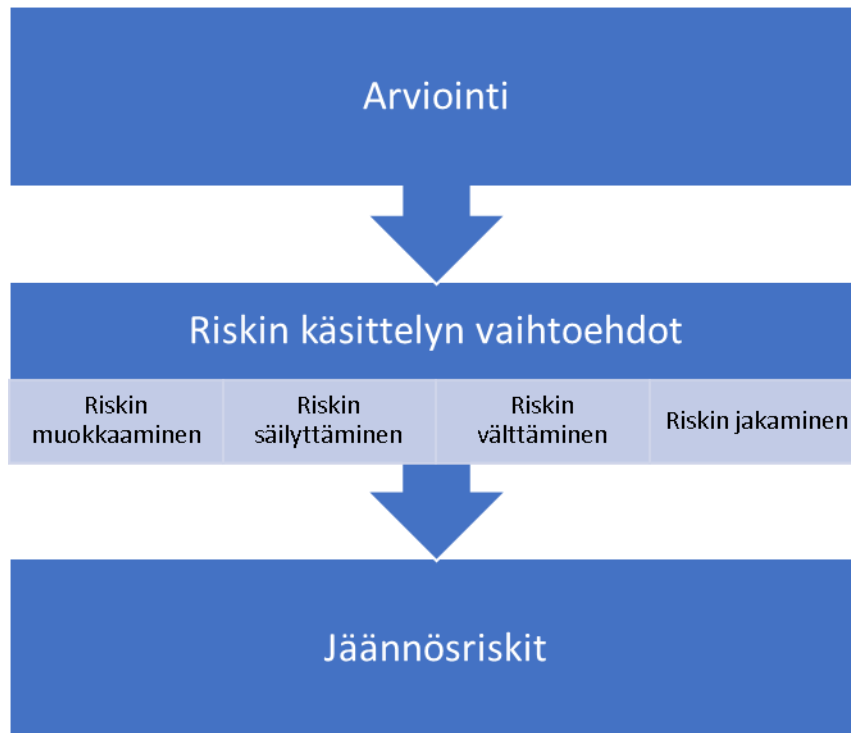 Arviointi
Riskin käsittelyn vaihtoehdot
Riskin
muokkaaminen
Riskin
säilyttäminen
Riskin
välttäminen
Riskin jakaminen
Jäännösriskit